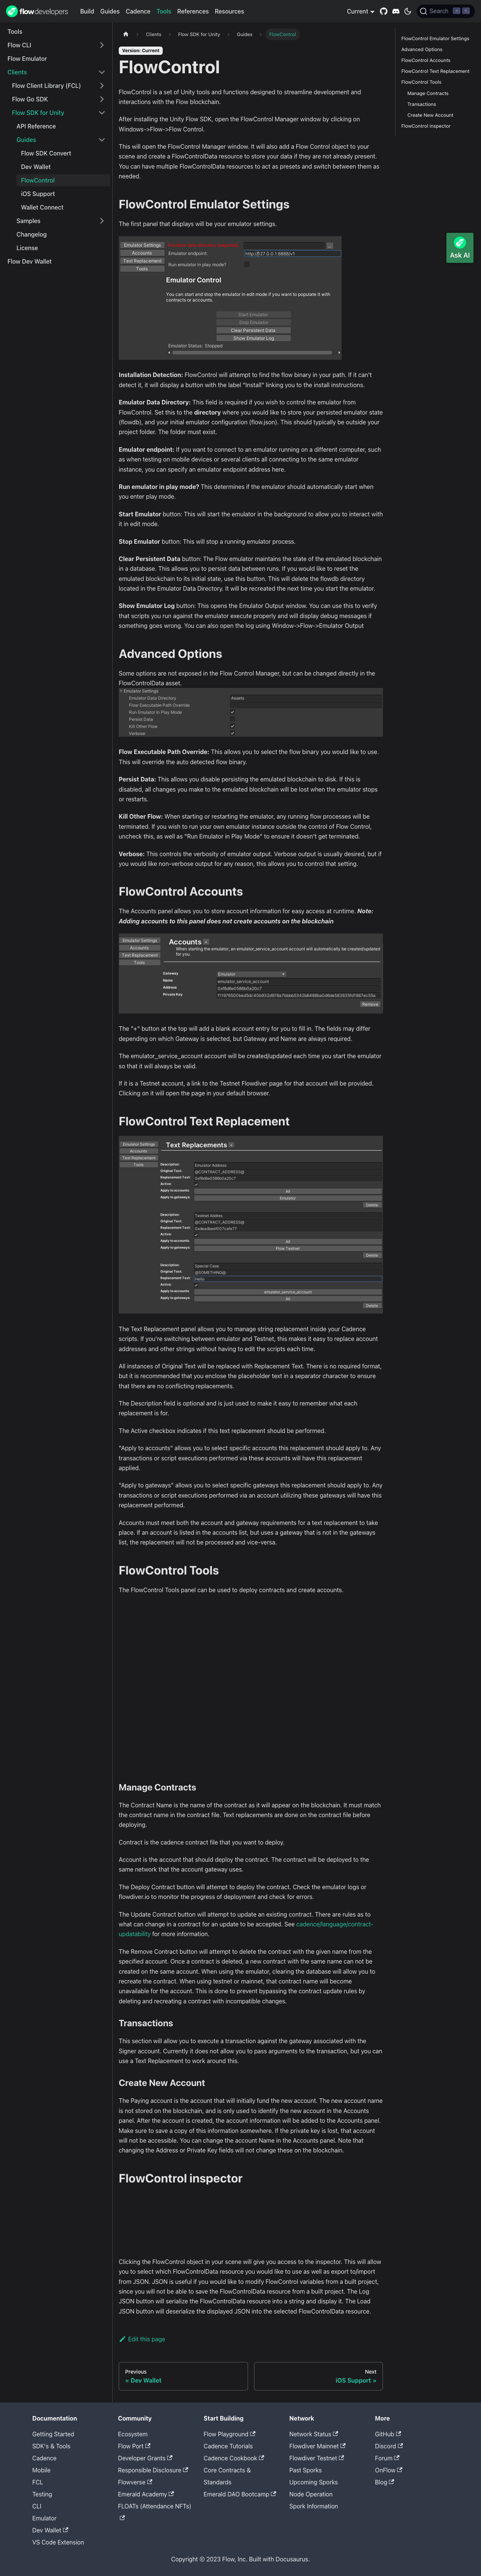 flow developers Build Guides Cadence Tools References Resources Current Search
Tools
Flow CLI
Flow Emulator
Clients
Flow Client Library (FCL)
Flow Go SDK
Flow SDK for Unity
API Reference
Guides
Flow SDK Convert
Dev Wallet
FlowControl
iOS Support
Wallet Connect
Samples
Changelog
License
Flow Dev Wallet
Clients Flow SDK for Unity Guides FlowControl
Version: Current
FlowControl
FlowControl is a set of Unity tools and functions designed to streamline development and
interactions with the Flow blockchain.
After installing the Unity Flow SDK, open the FlowControl Manager window by clicking on
Windows->Flow->Flow Control.
This will open the FlowControl Manager window. It will also add a Flow Control object to your
scene and create a FlowControlData resource to store your data if they are not already present.
You can have multiple FlowControlData resources to act as presets and switch between them as
needed.
FlowControl Emulator Settings
The first panel that displays will be your emulator settings.
Emulator Settings
Accounts
Text Replacement
Tools
Emulator endpoint: http://127.0.0.1:8888/v1
Run emulator in play mode?
Emulator Control
You can start and stop the emulator in edit mode if you want to populate it with
contracts or accounts.
Start Emulator
Stop Emulator
Clear Persistent Data
Show Emulator Log
Emulator Status: Stopped
Installation Detection: FlowControl will attempt to find the flow binary in your path. If it can't
detect it, it will display a button with the label "Install" linking you to the install instructions.
Emulator Data Directory: This field is required if you wish to control the emulator from
FlowControl. Set this to the directory where you would like to store your persisted emulator state
(flowdb), and your initial emulator configuration (flow.json). This should typically be outside your
project folder. The folder must exist.
Emulator endpoint: If you want to connect to an emulator running on a different computer, such
as when testing on mobile devices or several clients all connecting to the same emulator
instance, you can specify an emulator endpoint address here.
Run emulator in play mode? This determines if the emulator should automatically start when
you enter play mode.
Start Emulator button: This will start the emulator in the background to allow you to interact with
it in edit mode.
Stop Emulator button: This will stop a running emulator process.
Clear Persistent Data button: The Flow emulator maintains the state of the emulated blockchain
in a database. This allows you to persist data between runs. If you would like to reset the
emulated blockchain to its initial state, use this button. This will delete the flowdb directory
located in the Emulator Data Directory. It will be recreated the next time you start the emulator.
Show Emulator Log button: This opens the Emulator Output window. You can use this to verify
that scripts you run against the emulator execute properly and will display debug messages if
something goes wrong. You can also open the log using Window->Flow->Emulator Output
Advanced Options
Some options are not exposed in the Flow Control Manager, but can be changed directly in the
FlowControlData asset.
Emulator Settings
Emulator Data Directory Assets
Flow Executable Path Override
Run Emulator In Play Mode
Persist Data
Kill Other Flow
Verbose
Flow Executable Path Override: This allows you to select the flow binary you would like to use.
This will override the auto detected flow binary.
Persist Data: This allows you disable persisting the emulated blockchain to disk. If this is
disabled, all changes you make to the emulated blockchain will be lost when the emulator stops
or restarts.
Kill Other Flow: When starting or restarting the emulator, any running flow processes will be
terminated. If you wish to run your own emulator instance outside the control of Flow Control,
uncheck this, as well as "Run Emulator in Play Mode" to ensure it doesn't get terminated.
Verbose: This controls the verbosity of emulator output. Verbose output is usually desired, but if
you would like non-verbose output for any reason, this allows you to control that setting.
FlowControl Accounts
The Accounts panel allows you to store account information for easy access at runtime. Note:
Adding accounts to this panel does not create accounts on the blockchain
Emulator Settings
Accounts
Text Replacement
Tools
Accounts +
When starting the emulator, an emulator_service_account account will automatically be created/updated
for you.
Gateway Emulator
Name emulator_service_account
Address 0xf8d6e0586b0a20c7
Private Key
Remove
The "+" button at the top will add a blank account entry for you to fill in. The fields may differ
depending on which Gateway is selected, but Gateway and Name are always required.
The emulator_service_account account will be created/updated each time you start the emulator
so that it will always be valid.
If it is a Testnet account, a link to the Testnet Flowdiver page for that account will be provided.
Clicking on it will open the page in your default browser.
FlowControl Text Replacement
Emulator Settings
Accounts
Text Replacement
Tools
Text Replacements +
Description: Emulator Address
Original Text: @CONTRACT_ADDRESS@
Replacement Text: 0xf8d6e0586b0a20c7
Active:
Apply to accounts: All
Apply to gateways: Emulator
Delete
Description: Testnet Addres
Original Text: @CONTRACT_ADDRESS@
Replacement Text:
Active:
Apply to accounts: All
Apply to gateways: Flow Testnet
Delete
Description: Special Case
Original Text: @SOMETHING@
Replacement Text: Hello
Active:
Apply to accounts: emulator_service_account
Apply to gateways: All
Delete
The Text Replacement panel allows you to manage string replacement inside your Cadence
scripts. If you're switching between emulator and Testnet, this makes it easy to replace account
addresses and other strings without having to edit the scripts each time.
All instances of Original Text will be replaced with Replacement Text. There is no required format,
but it is recommended that you enclose the placeholder text in a separator character to ensure
that there are no conflicting replacements.
The Description field is optional and is just used to make it easy to remember what each
replacement is for.
The Active checkbox indicates if this text replacement should be performed.
"Apply to accounts" allows you to select specific accounts this replacement should apply to. Any
transactions or script executions performed via these accounts will have this replacement
applied.
"Apply to gateways" allows you to select specific gateways this replacement should apply to. Any
transactions or script executions performed via an account utilizing these gateways will have this
replacement performed.
Accounts must meet both the account and gateway requirements for a text replacement to take
place. If an account is listed in the accounts list, but uses a gateway that is not in the gateways
list, the replacement will not be processed and vice-versa.
FlowControl Tools
The FlowControl Tools panel can be used to deploy contracts and create accounts.
Manage Contracts
The Contract Name is the name of the contract as it will appear on the blockchain. It must match
the contract name in the contract file. Text replacements are done on the contract file before
deploying.
Contract is the cadence contract file that you want to deploy.
Account is the account that should deploy the contract. The contract will be deployed to the
same network that the account gateway uses.
The Deploy Contract button will attempt to deploy the contract. Check the emulator logs or
flowdiver.io to monitor the progress of deployment and check for errors.
The Update Contract button will attempt to update an existing contract. There are rules as to
what can change in a contract for an update to be accepted. See cadence/language/contract-
updatability for more information.
The Remove Contract button will attempt to delete the contract with the given name from the
specified account. Once a contract is deleted, a new contract with the same name can not be
created on the same account. When using the emulator, clearing the database will allow you to
recreate the contract. When using testnet or mainnet, that contract name will become
unavailable for the account. This is done to prevent bypassing the contract update rules by
deleting and recreating a contract with incompatible changes.
Transactions
This section will allow you to execute a transaction against the gateway associated with the
Signer account. Currently it does not allow you to pass arguments to the transaction, but you can
use a Text Replacement to work around this.
Create New Account
The Paying account is the account that will initially fund the new account. The new account name
is not stored on the blockchain, and is only used to identify the new account in the Accounts
panel. After the account is created, the account information will be added to the Accounts panel.
Make sure to save a copy of this information somewhere. If the private key is lost, that account
will not be accessible. You can change the account Name in the Accounts panel. Note that
changing the Address or Private Key fields will not change these on the blockchain.
FlowControl inspector
Clicking the FlowControl object in your scene will give you access to the inspector. This will allow
you to select which FlowControlData resource you would like to use as well as export to/import
from JSON. JSON is useful if you would like to modify FlowControl variables from a built project,
since you will not be able to save the FlowControlData resource from a built project. The Log
JSON button will serialize the FlowControlData resource into a string and display it. The Load
JSON button will deserialize the displayed JSON into the selected FlowControlData resource.
Edit this page
Previous
« Dev Wallet
Next
iOS Support »
FlowControl Emulator Settings
Advanced Options
FlowControl Accounts
FlowControl Text Replacement
FlowControl Tools
Manage Contracts
Transactions
Create New Account
FlowControl inspector
Ask AI
Documentation
Getting Started
SDK's & Tools
Cadence
Mobile
FCL
Testing
CLI
Emulator
Dev Wallet
VS Code Extension
Community
Ecosystem
Flow Port
Developer Grants
Responsible Disclosure
Flowverse
Emerald Academy
FLOATs (Attendance NFTs)
Start Building
Flow Playground
Cadence Tutorials
Cadence Cookbook
Core Contracts &
Standards
Emerald DAO Bootcamp
Network
Network Status
Flowdiver Mainnet
Flowdiver Testnet
Past Sporks
Upcoming Sporks
Node Operation
Spork Information
More
GitHub
Discord
Forum
OnFlow
Blog
Copyright © 2023 Flow, Inc. Built with Docusaurus.